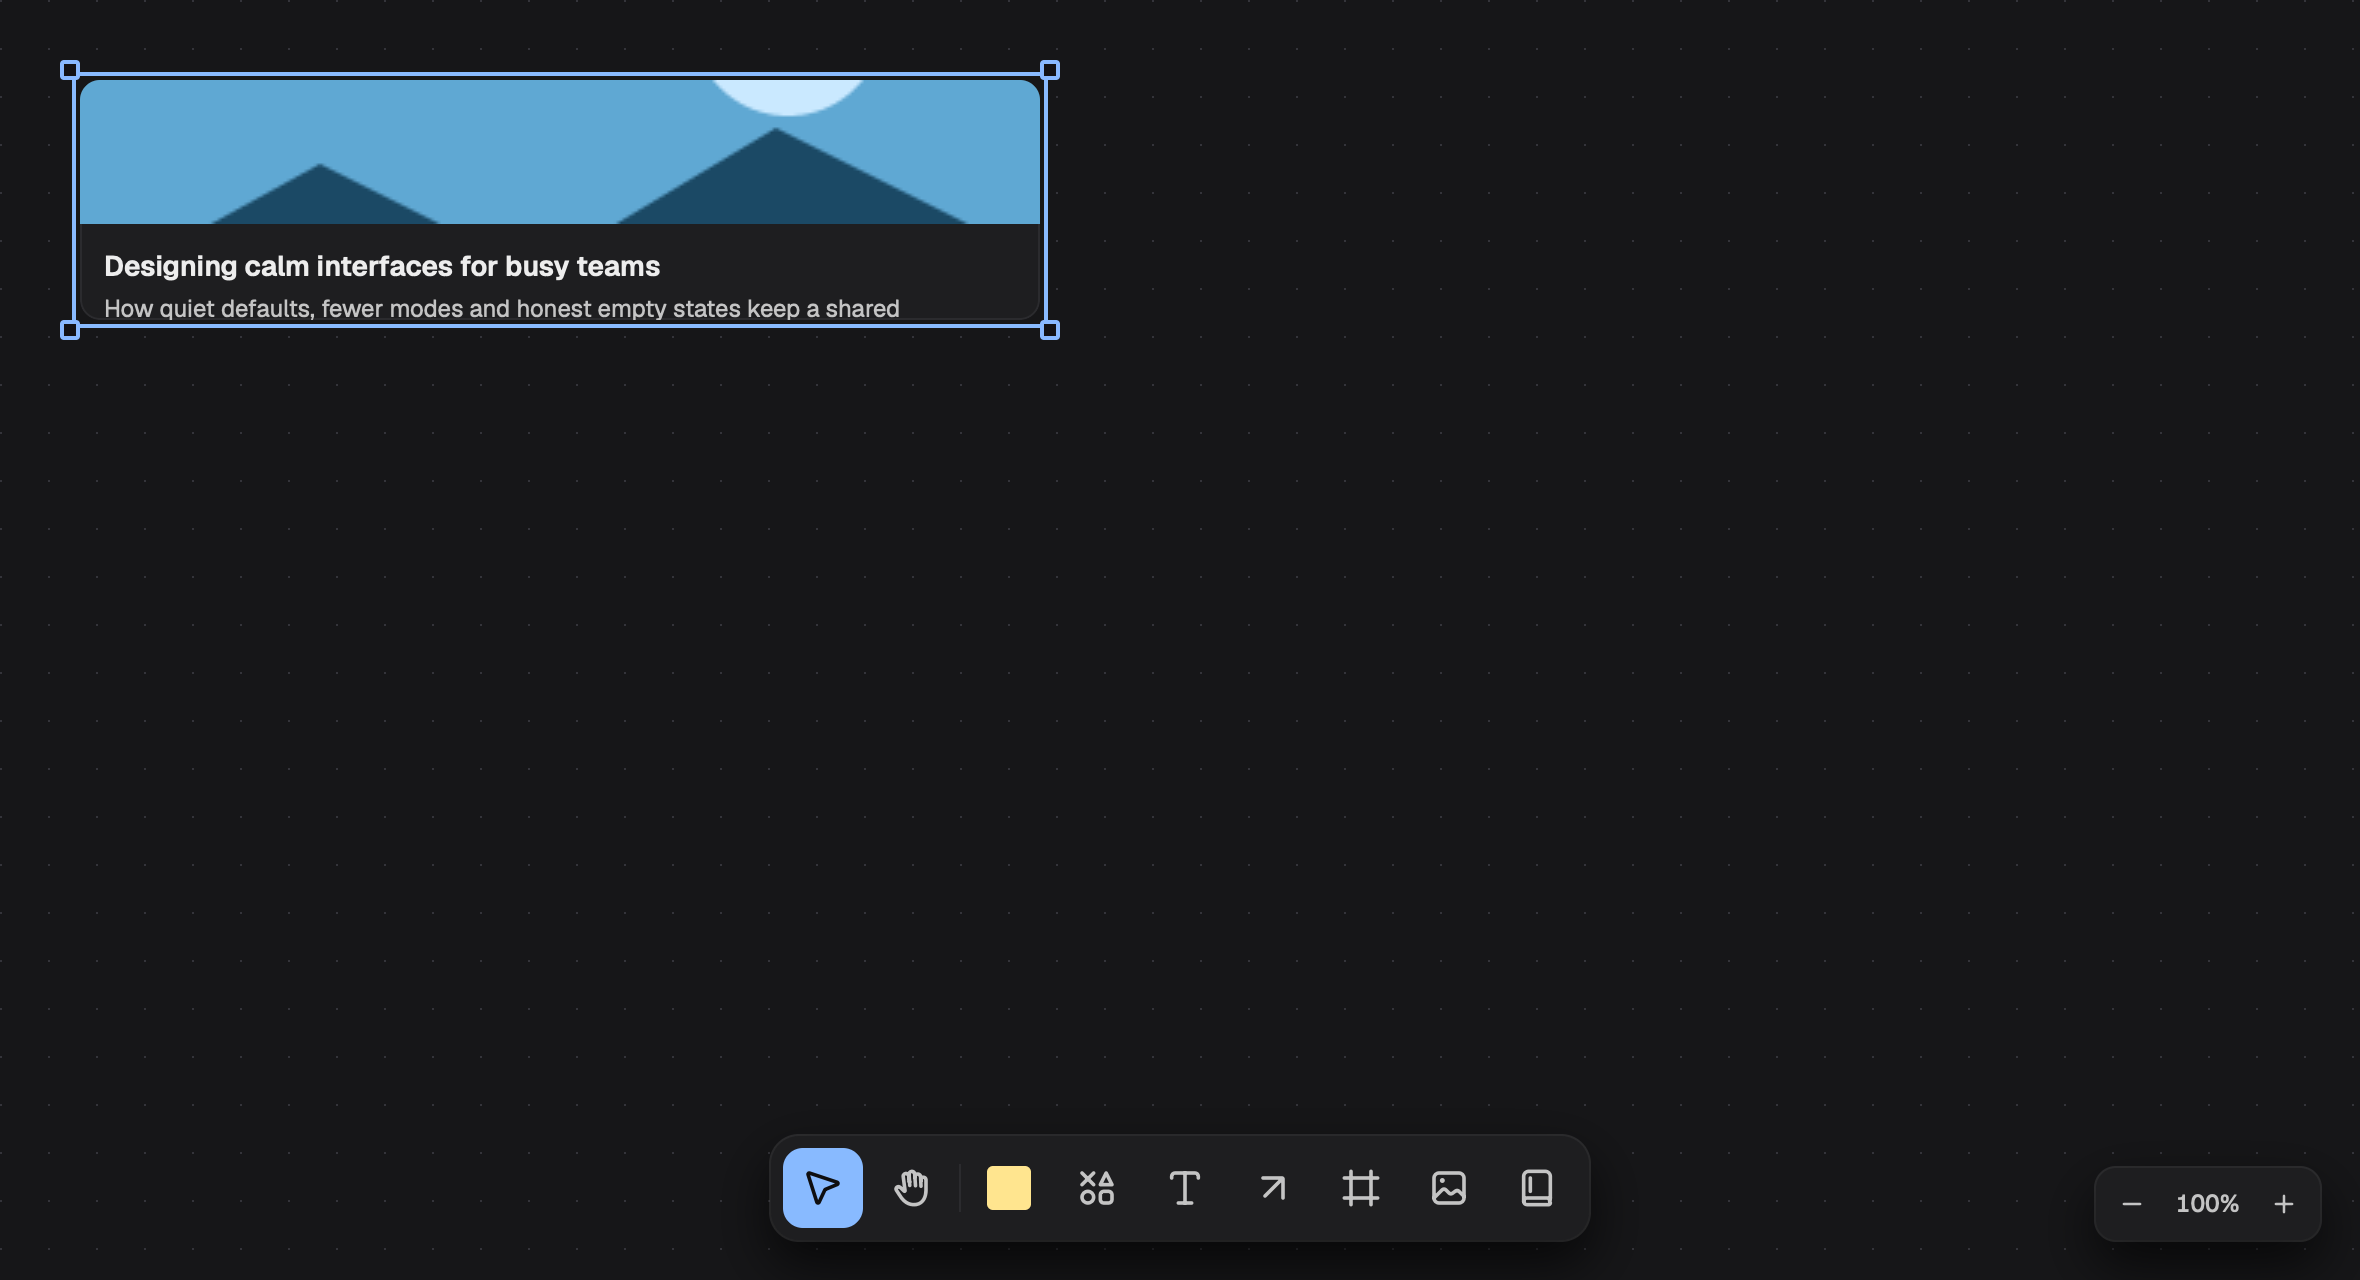 Designing calm interfaces for busy teams
How quiet defaults, fewer modes and honest empty states keep a shared
100%